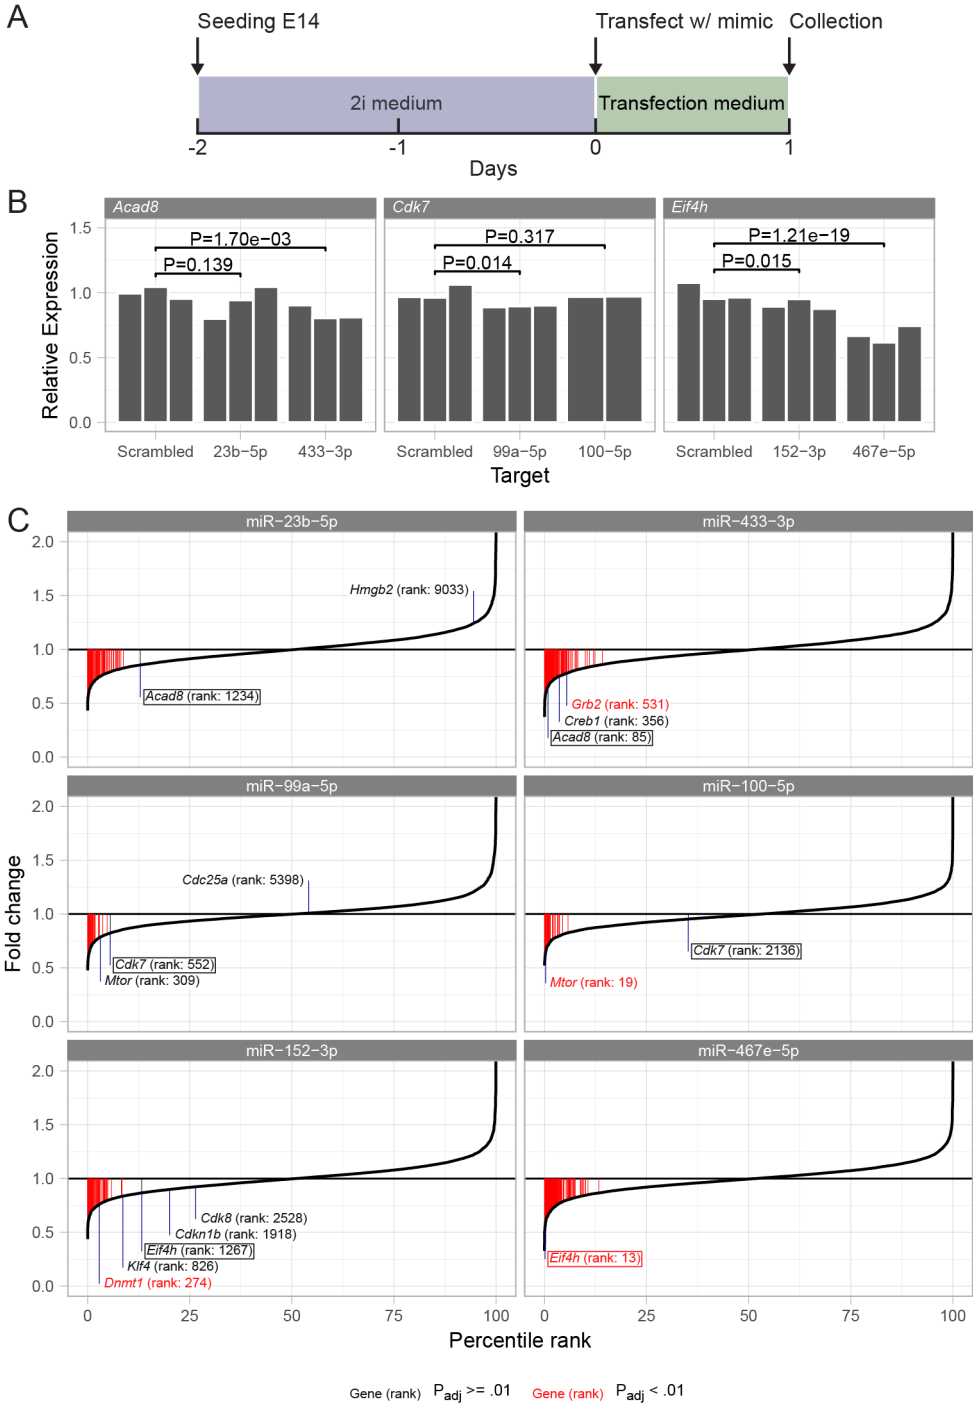 A
Seeding E14
Transfect w/ mimic
Collection
2i medium
Transfection medium
-2
-1
0
1
Days
B
Acad8
Cdk7
Eif4h
Relative Expression
1.5
1.0
0.5
0.0
P=1.70e−03
P=0.139
P=0.317
P=0.014
P=1.21e−19
P=0.015
Scrambled
23b−5p
433−3p
Scrambled
99a−5p
100−5p
Scrambled
152−3p
467e−5p
Target
C
miR−23b−5p
miR−433−3p
2.0
1.5
1.0
0.5
0.0
Hmgb2 (rank: 9033)
Acad8 (rank: 1234)
Grb2 (rank: 531)
Creb1 (rank: 356)
Acad8 (rank: 85)
miR−99a−5p
miR−100−5p
2.0
1.5
1.0
0.5
0.0
Fold change
Cdc25a (rank: 5398)
Cdk7 (rank: 552)
Mtor (rank: 309)
Cdk7 (rank: 2136)
Mtor (rank: 19)
miR−152−3p
miR−467e−5p
2.0
1.5
1.0
0.5
0.0
Cdk8 (rank: 2528)
Cdkn1b (rank: 1918)
Eif4h (rank: 1267)
Klf4 (rank: 826)
Dnmt1 (rank: 274)
Eif4h (rank: 13)
0
25
50
75
100
0
25
50
75
100
Percentile rank
Gene (rank) Padj >= .01 Gene (rank) Padj < .01